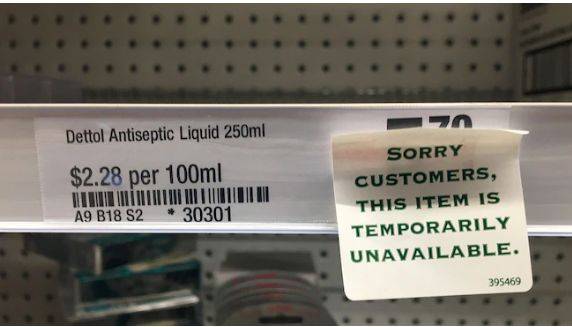 Dettol Antiseptic Liquid 250ml
$2.28 per 100ml
A9 B18 S2 * 30301
70
SORRY
CUSTOMERS,
THIS ITEM IS
TEMPORARILY
UNAVAILABLE.
395469